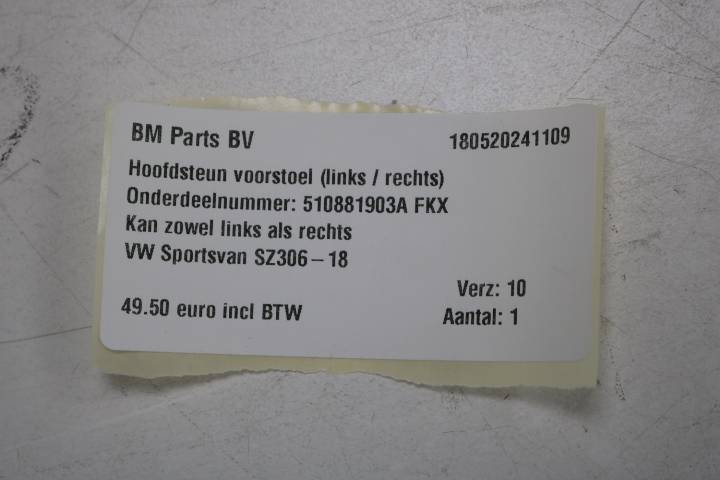 BM Parts BV 180520241109
Hoofdsteun voorstoel (links / rechts)
Onderdeelnummer: 510881903A FKX
Kan zowel links als rechts
VW Sportsvan SZ306-18
Verz: 10
49.50 euro incl BTW Aantal: 1